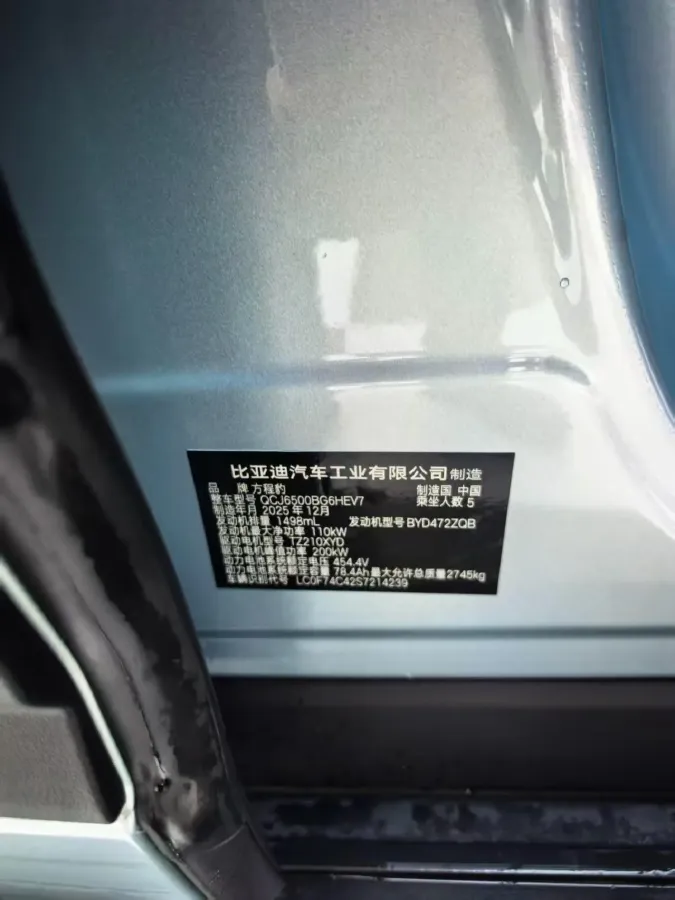 比亚迪汽车工业有限公司 制造
品 牌 方程豹 制造国 中国
整车型号 QCJ6500BG6HEV7 乘坐人数 5
制造年月 2025 年 12月
发动机排量 1498mL 发动机型号 BYD472ZQB
发动机最大净功率 110kW
驱动电机型号 TZ210XYD
驱动电机峰值功率 200kW
动力电池系统额定电压 454.4V
动力电池系统额定容量 78.4Ah 最大允许总质量2745kg
车辆识别代号 LC0F74C42S7214239